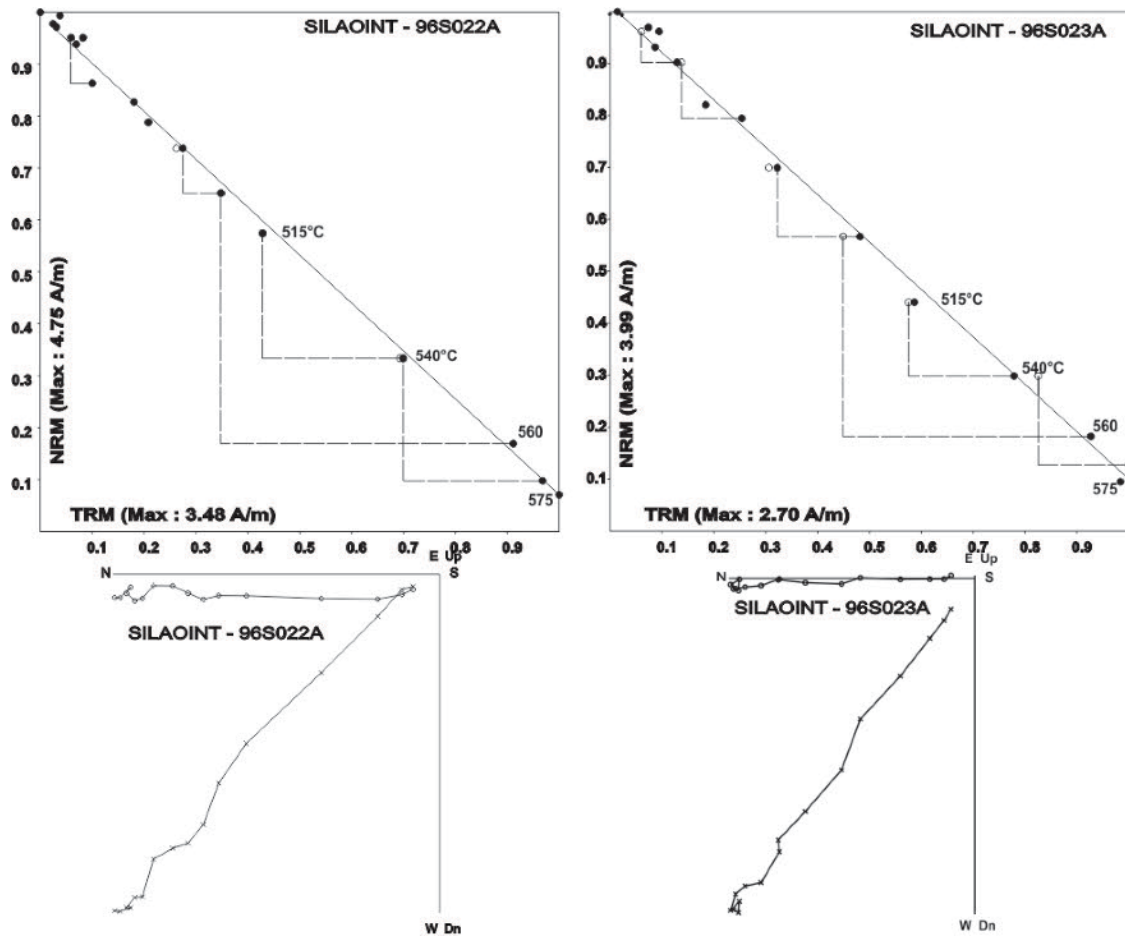 SILAOINT - 96S022A
0.9
0.8
0.7
0.6
0.5
0.4
0.3
0.2
0.1
NRM (Max : 4.75 A/m)
515°C
540°C
560
575
TRM (Max : 3.48 A/m)
0.1 0.2 0.3 0.4 0.5 0.6 0.7 0.8 0.9
SILAOINT - 96S023A
0.9
0.8
0.7
0.6
0.5
0.4
0.3
0.2
0.1
NRM (Max : 3.99 A/m)
515°C
540°C
560
575
TRM (Max : 2.70 A/m)
0.1 0.2 0.3 0.4 0.5 0.6 0.7 0.8 0.9
E Up
N S
SILAOINT - 96S022A
W Dn
E Up
N S
SILAOINT - 96S023A
W Dn